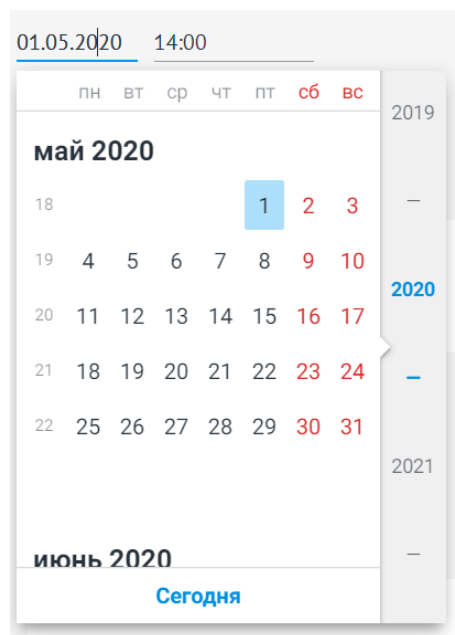 01.05.2020 14:00
пн вт ср чт пт сб вс
май 2020
18 1 2 3
19 4 5 6 7 8 9 10
20 11 12 13 14 15 16 17
21 18 19 20 21 22 23 24
22 25 26 27 28 29 30 31
июнь 2020
Сегодня
2019
–
2020
–
2021
–